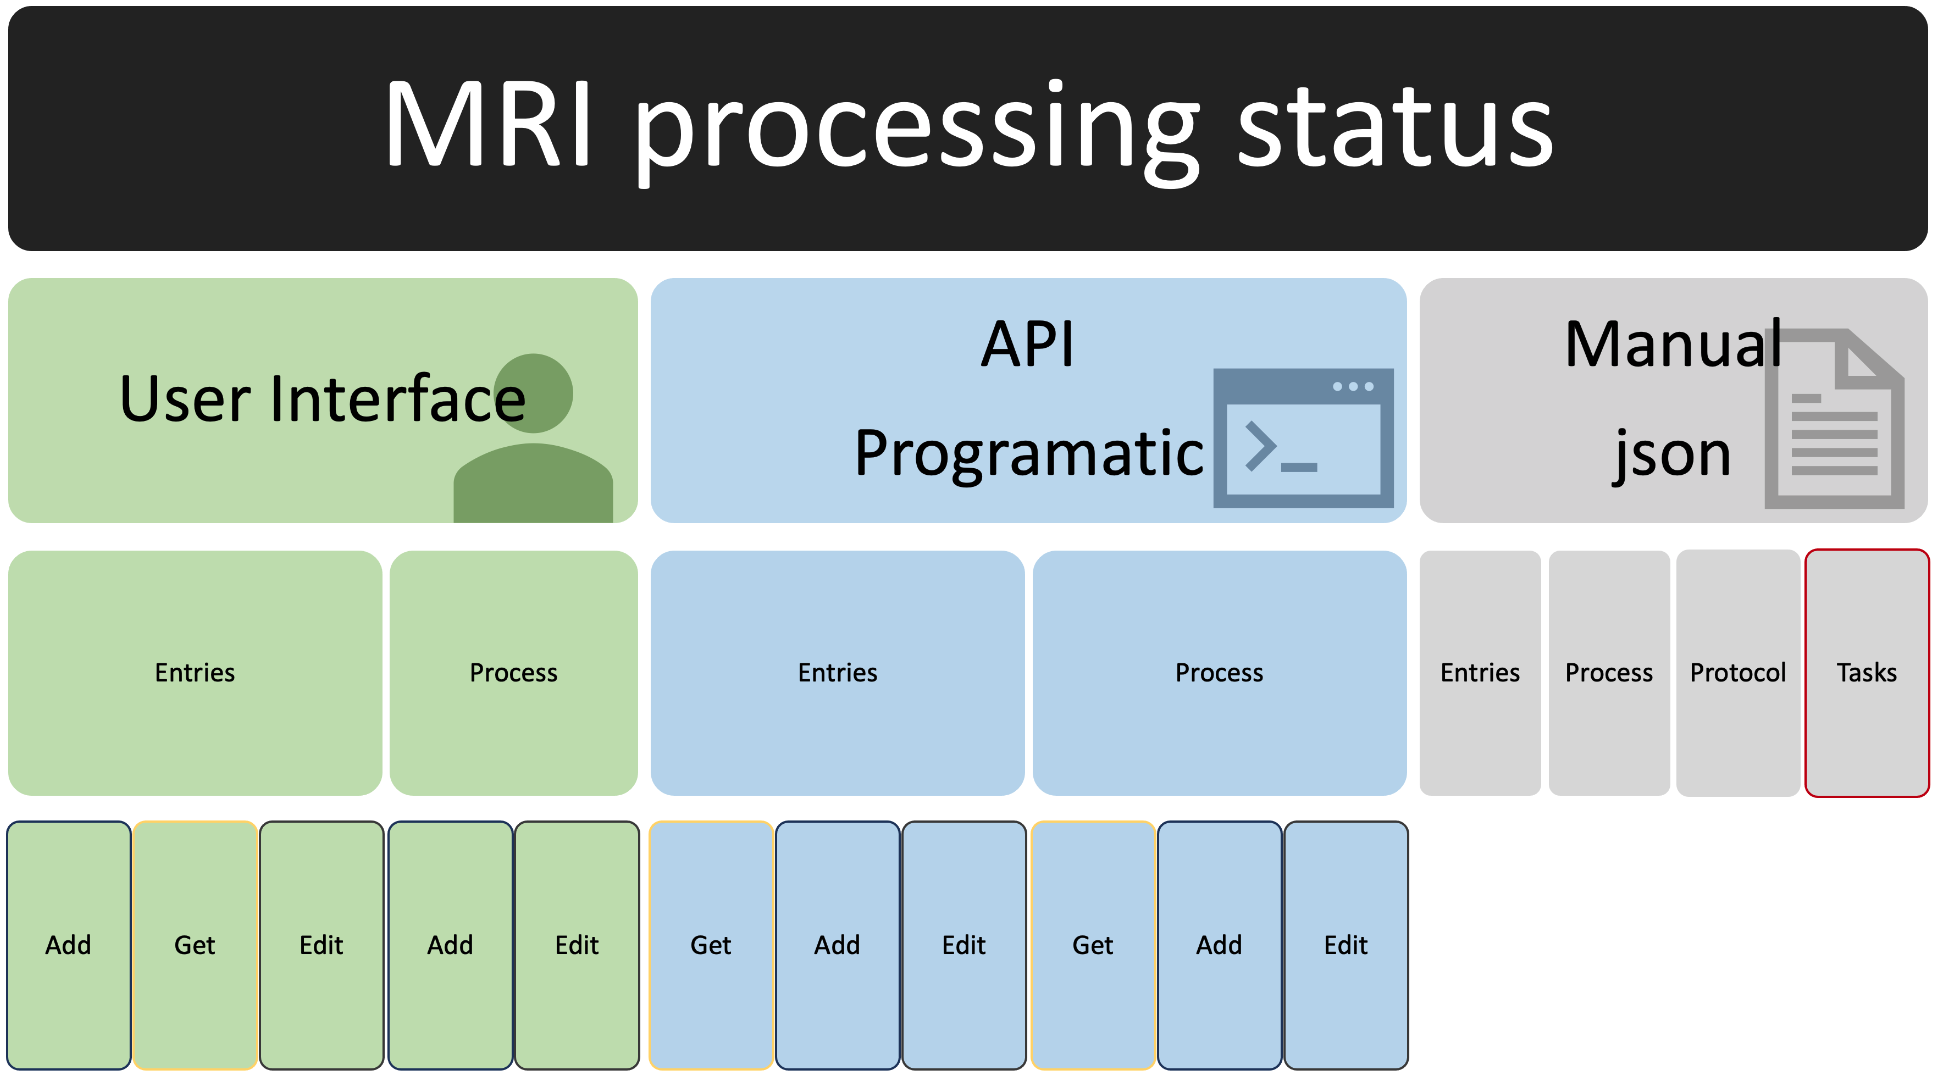 MRI processing status
User Interface
API
Programatic
Manual
json
Entries
Process
Entries
Process
Entries
Process
Protocol
Tasks
Add
Get
Edit
Add
Edit
Get
Add
Edit
Get
Add
Edit